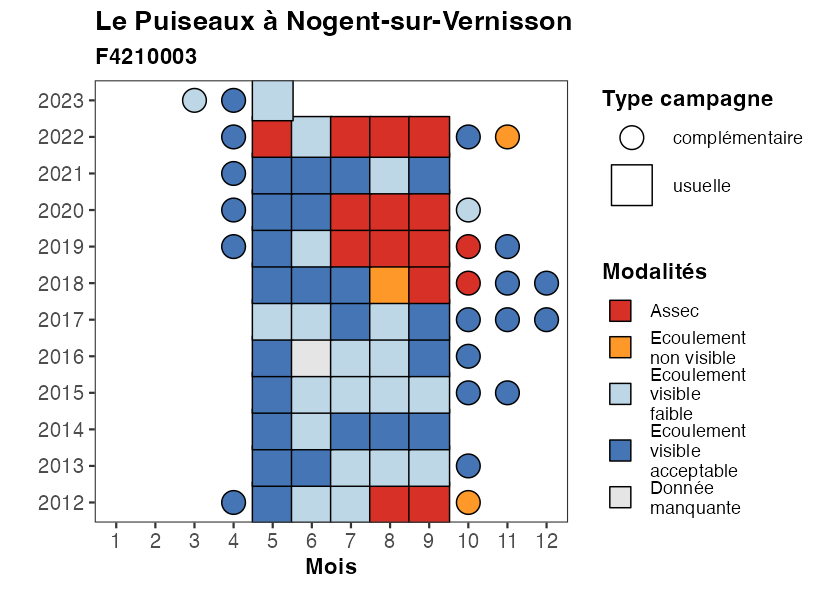 Le Puiseaux à Nogent-sur-Vernisson
F4210003
2023
2022
2021
2020
2019
2018
2017
2016
2015
2014
2013
2012
1 2 3 4 5 6 7 8 9 10 11 12
Mois
Type campagne
complémentaire
usuelle
Modalités
Assec
Ecoulement
non visible
Ecoulement
visible
faible
Ecoulement
visible
acceptable
Donnée
manquante